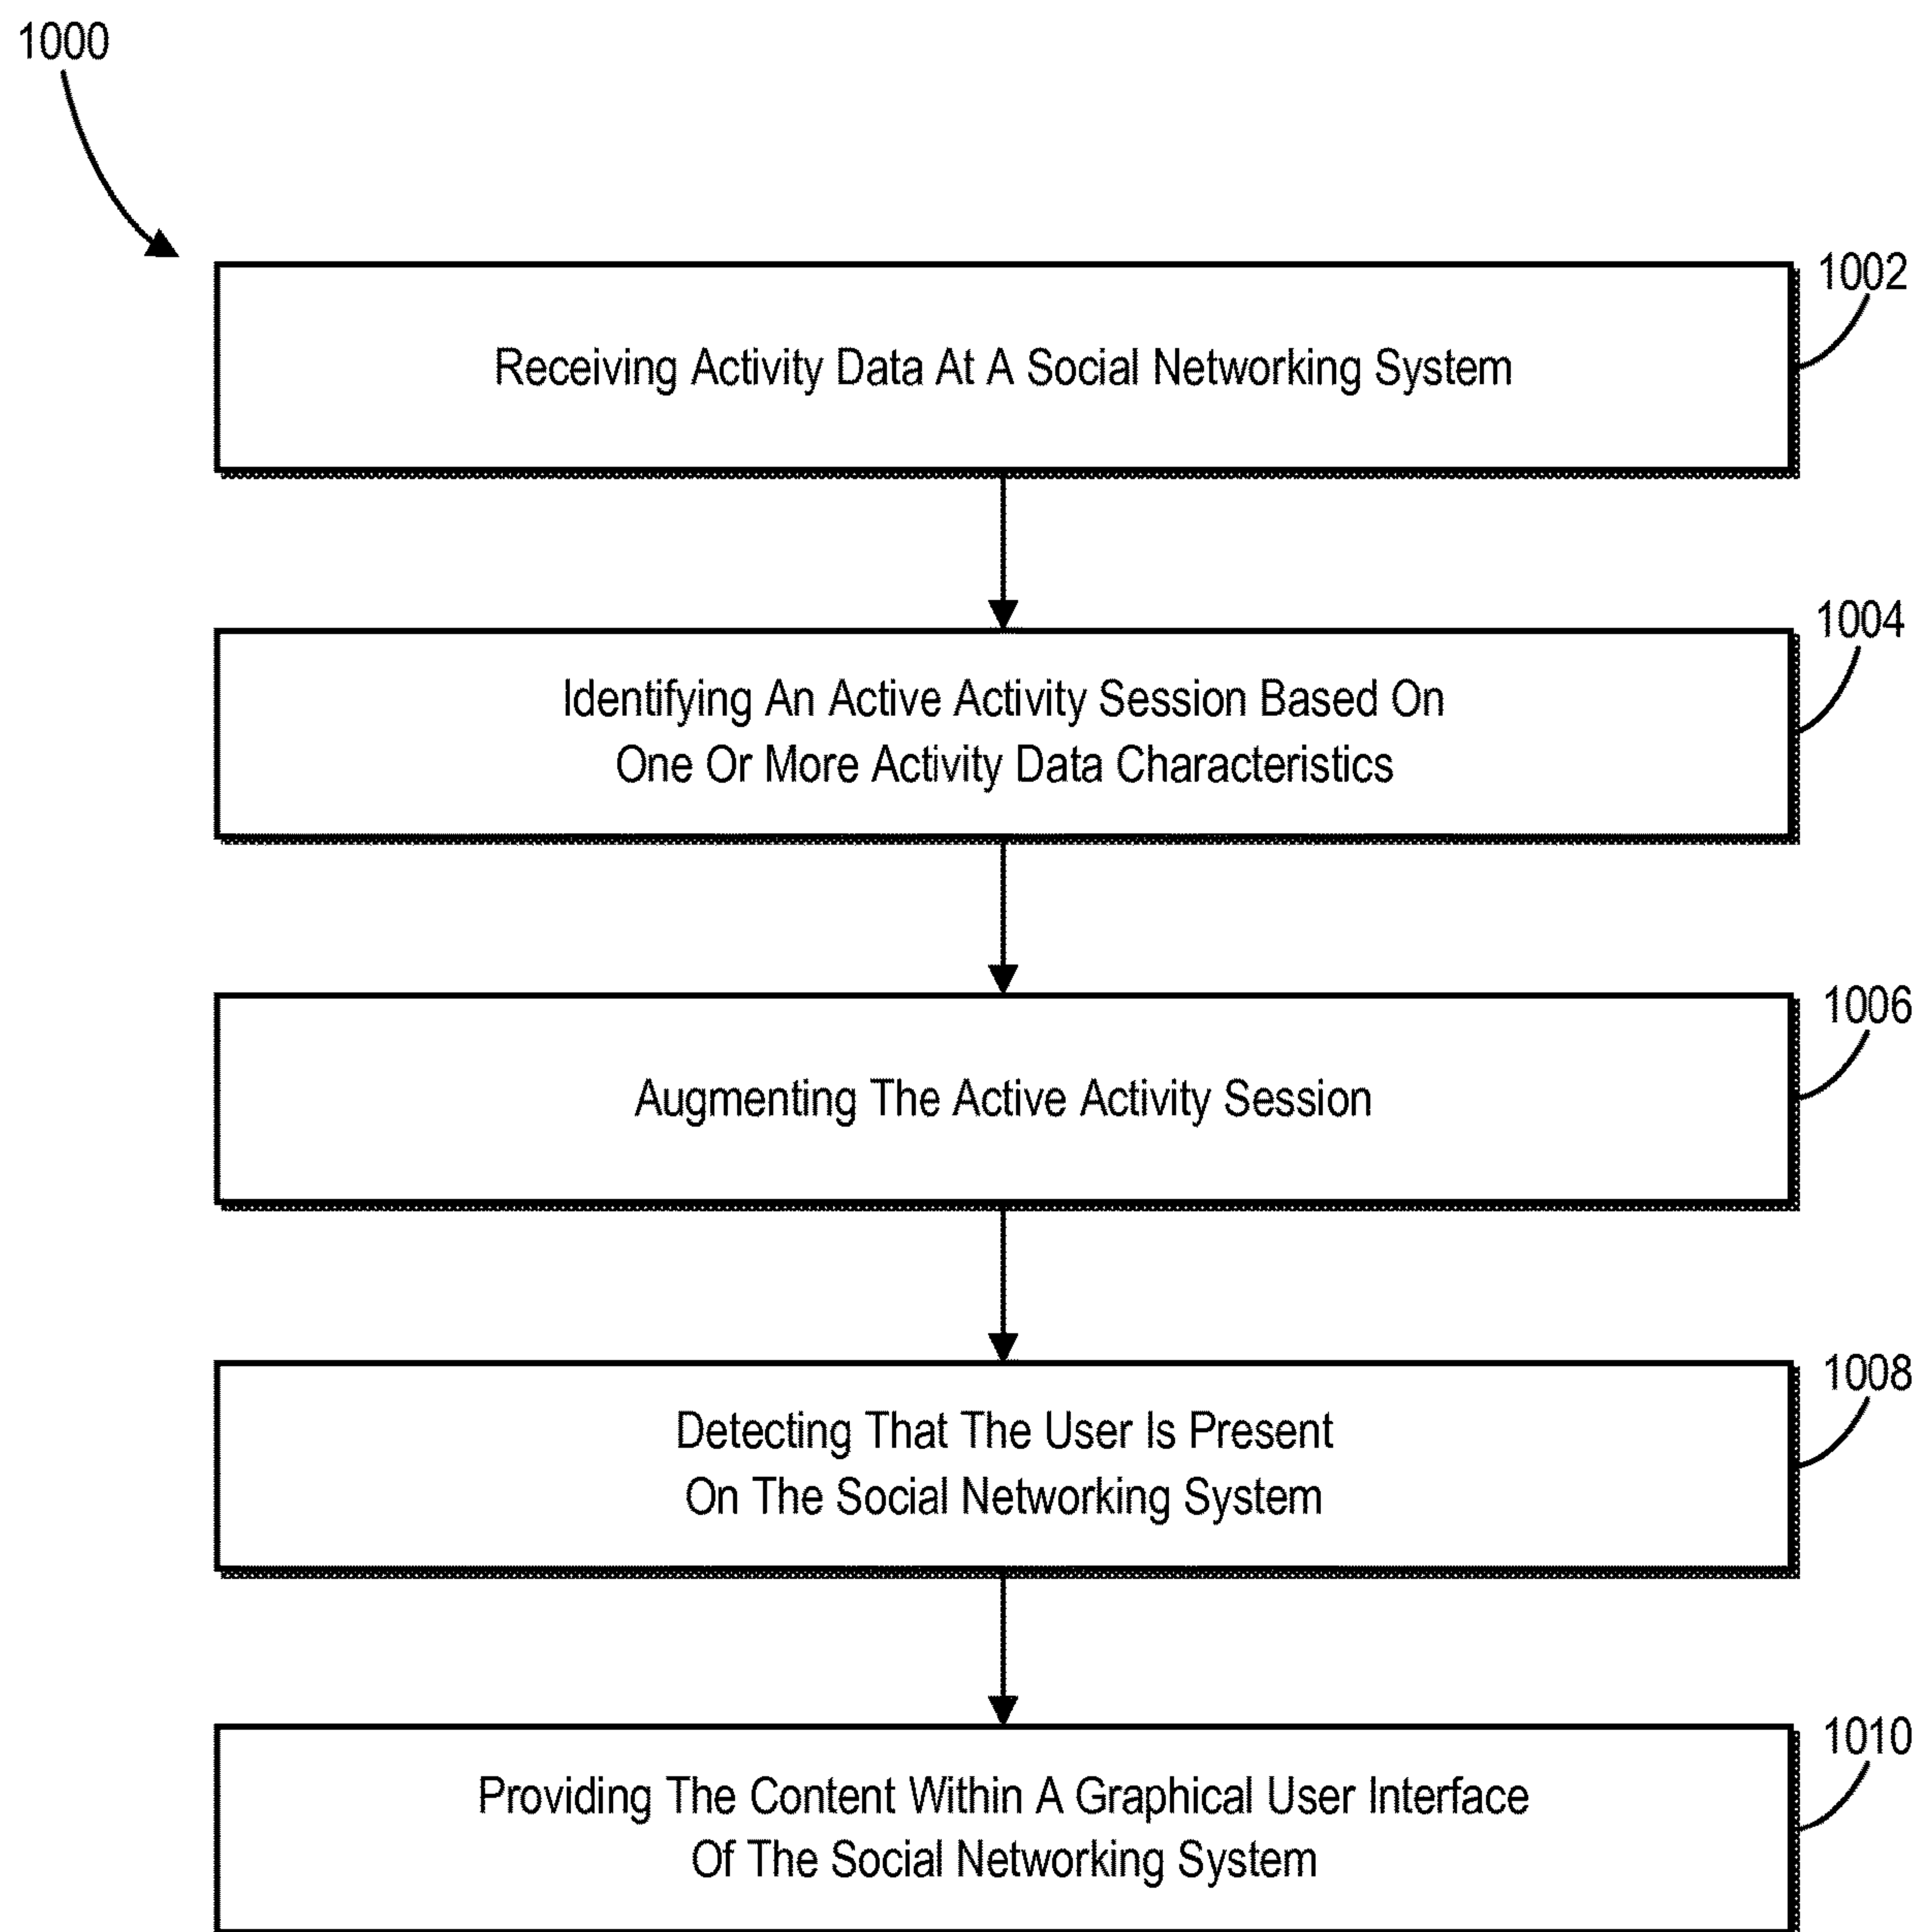 1000
1002
Receiving Activity Data At A Social Networking System
1004
Identifying An Active Activity Session Based On
One Or More Activity Data Characteristics
1006
Augmenting The Active Activity Session
1008
Detecting That The User Is Present
On The Social Networking System
1010
Providing The Content Within A Graphical User Interface
Of The Social Networking System